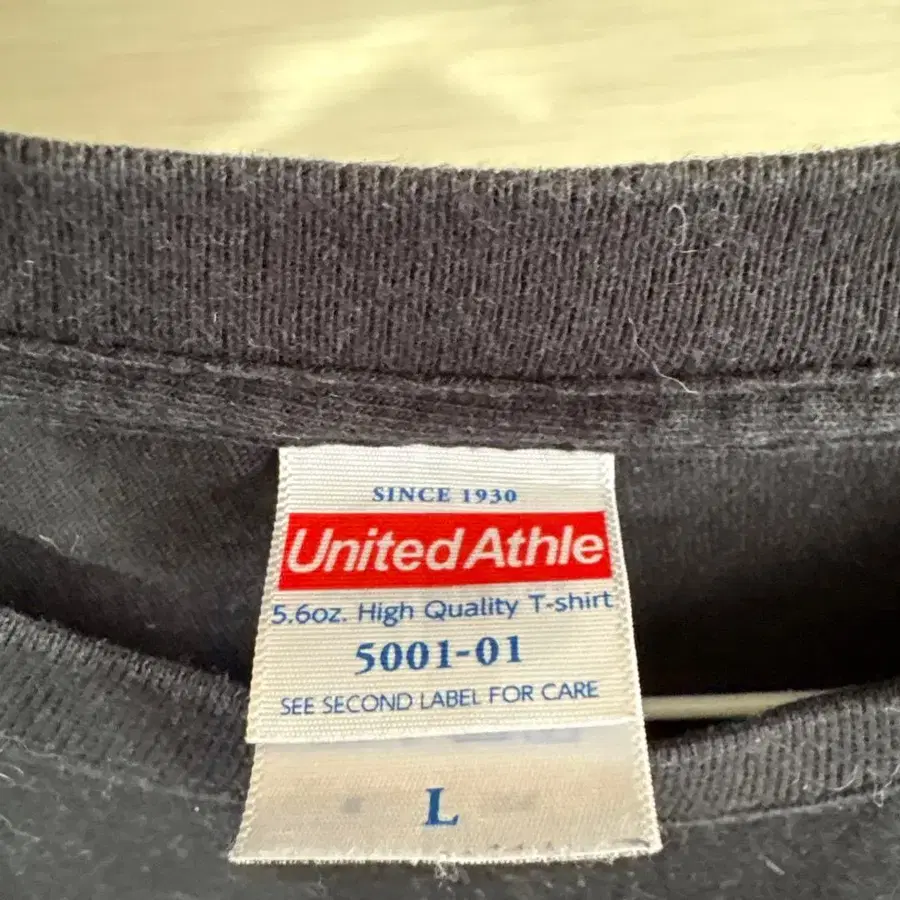 SINCE 1930
United Athle
5.6oz. High Quality T-shirt
5001-01
SEE SECOND LABEL FOR CARE
L